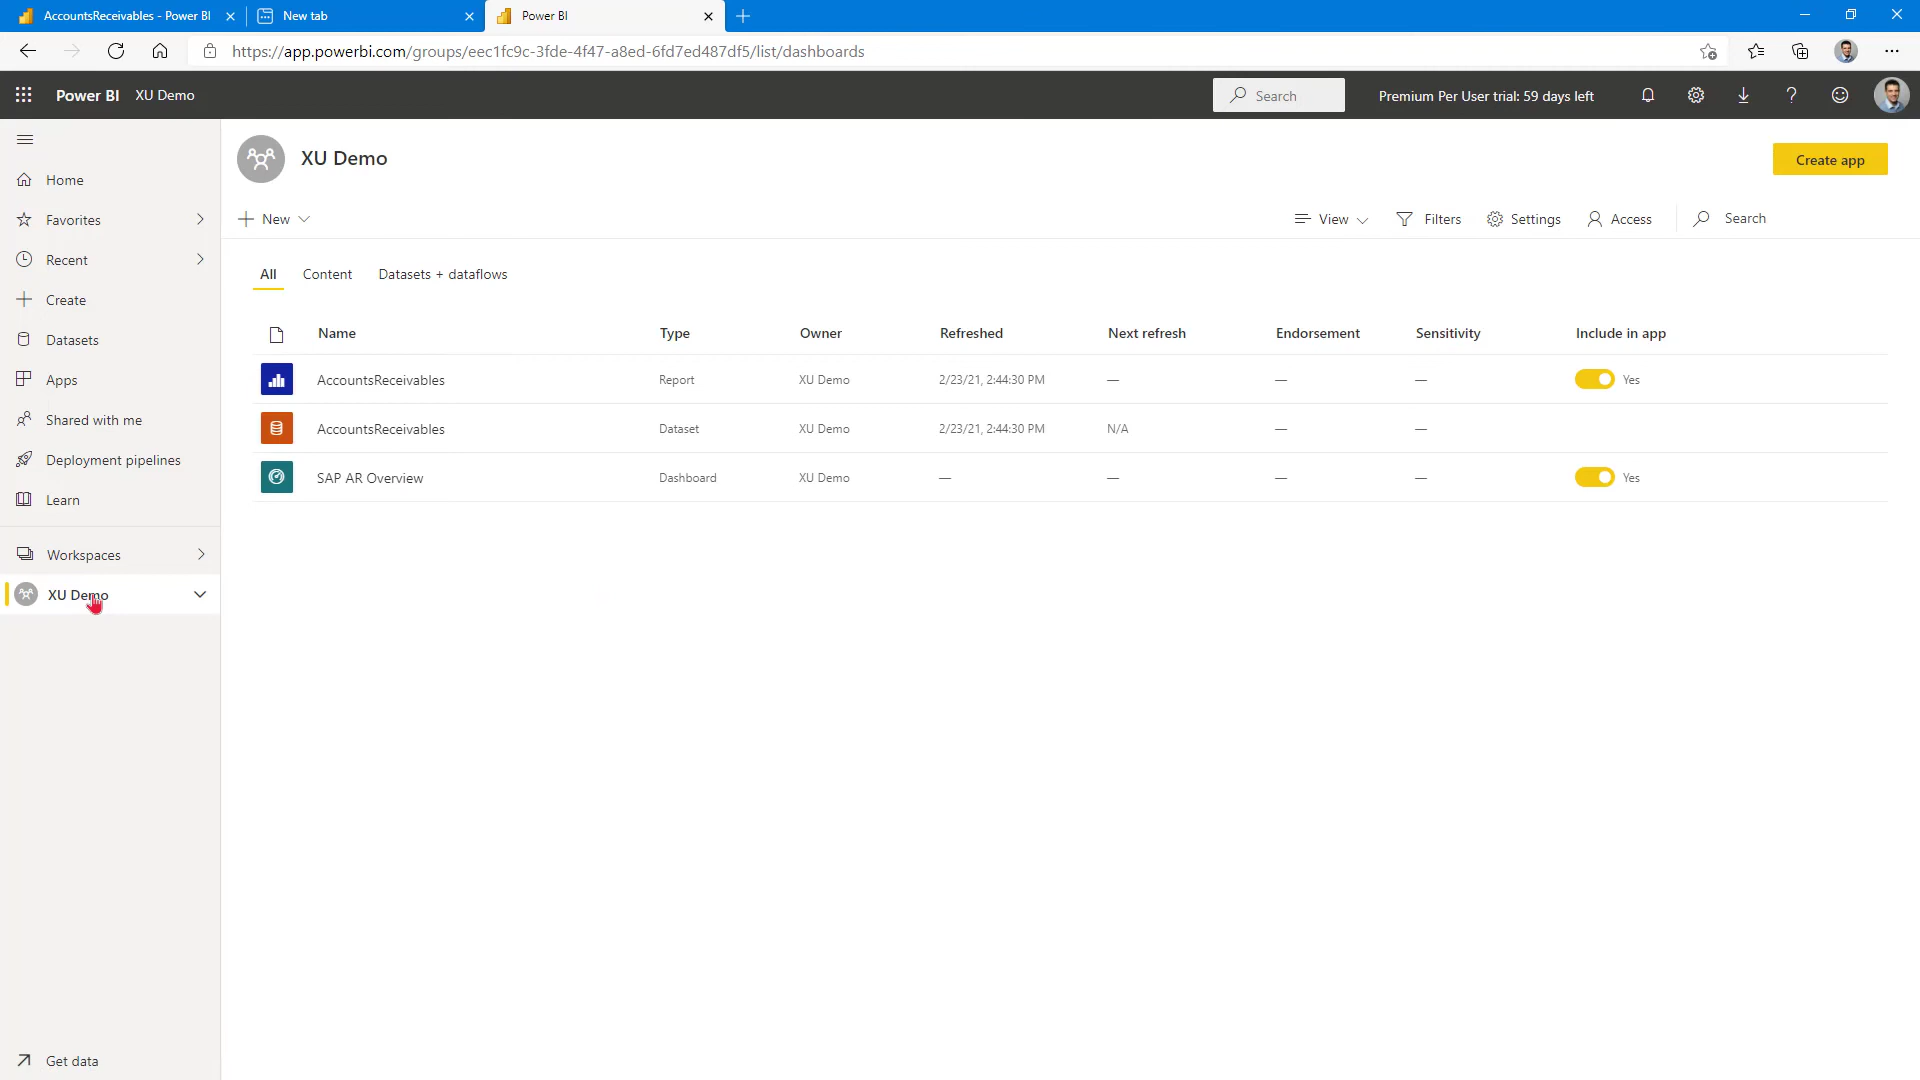 AccountsReceivables - Power BI
New tab
Power BI
https://app.powerbi.com/groups/eec1fc9c-3fde-4f47-a8ed-6fd7ed487df5/list/dashboards
Power BI XU Demo
Search
Premium Per User trial: 59 days left
XU Demo
Create app
Home
Favorites
Recent
Create
Datasets
Apps
Shared with me
Deployment pipelines
Learn
Workspaces
XU Demo
Get data
New
View
Filters
Settings
Access
Search
All Content Datasets + dataflows
Name Type Owner Refreshed Next refresh Endorsement Sensitivity Include in app
AccountsReceivables Report XU Demo 2/23/21, 2:44:30 PM — — — Yes
AccountsReceivables Dataset XU Demo 2/23/21, 2:44:30 PM N/A — —
SAP AR Overview Dashboard XU Demo — — — — Yes